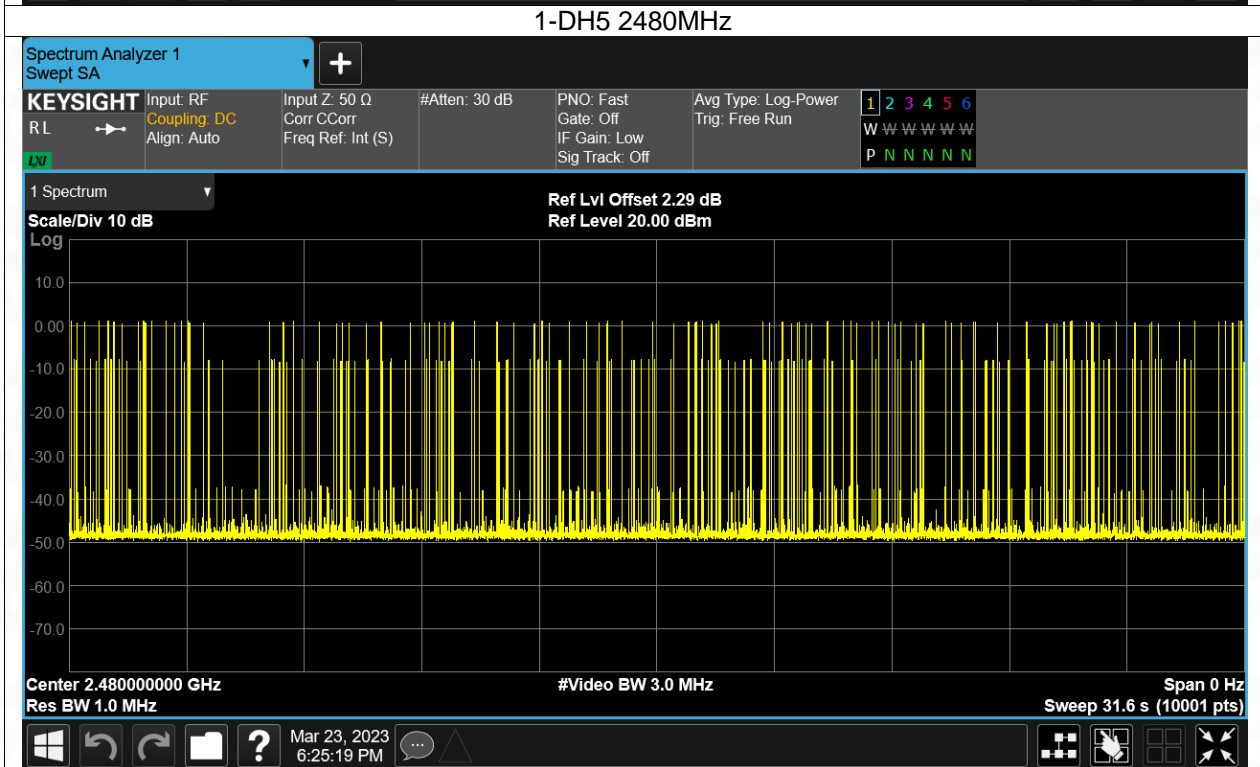 1-DH5 2480MHz
Spectrum Analyzer 1
Swept SA
KEYSIGHT
RL
LXI
Input: RF
Coupling: DC
Align: Auto
Input Z: 50 Ω
Corr CCorr
Freq Ref: Int (S)
#Atten: 30 dB
PNO: Fast
Gate: Off
IF Gain: Low
Sig Track: Off
Avg Type: Log-Power
Trig: Free Run
1 2 3 4 5 6
W W W W W W
P N N N N N
1 Spectrum
Scale/Div 10 dB
Log
Ref Lvl Offset 2.29 dB
Ref Level 20.00 dBm
10.0
0.00
-10.0
-20.0
-30.0
-40.0
-50.0
-60.0
-70.0
Center 2.480000000 GHz
Res BW 1.0 MHz
#Video BW 3.0 MHz
Span 0 Hz
Sweep 31.6 s (10001 pts)
?
Mar 23, 2023
6:25:19 PM